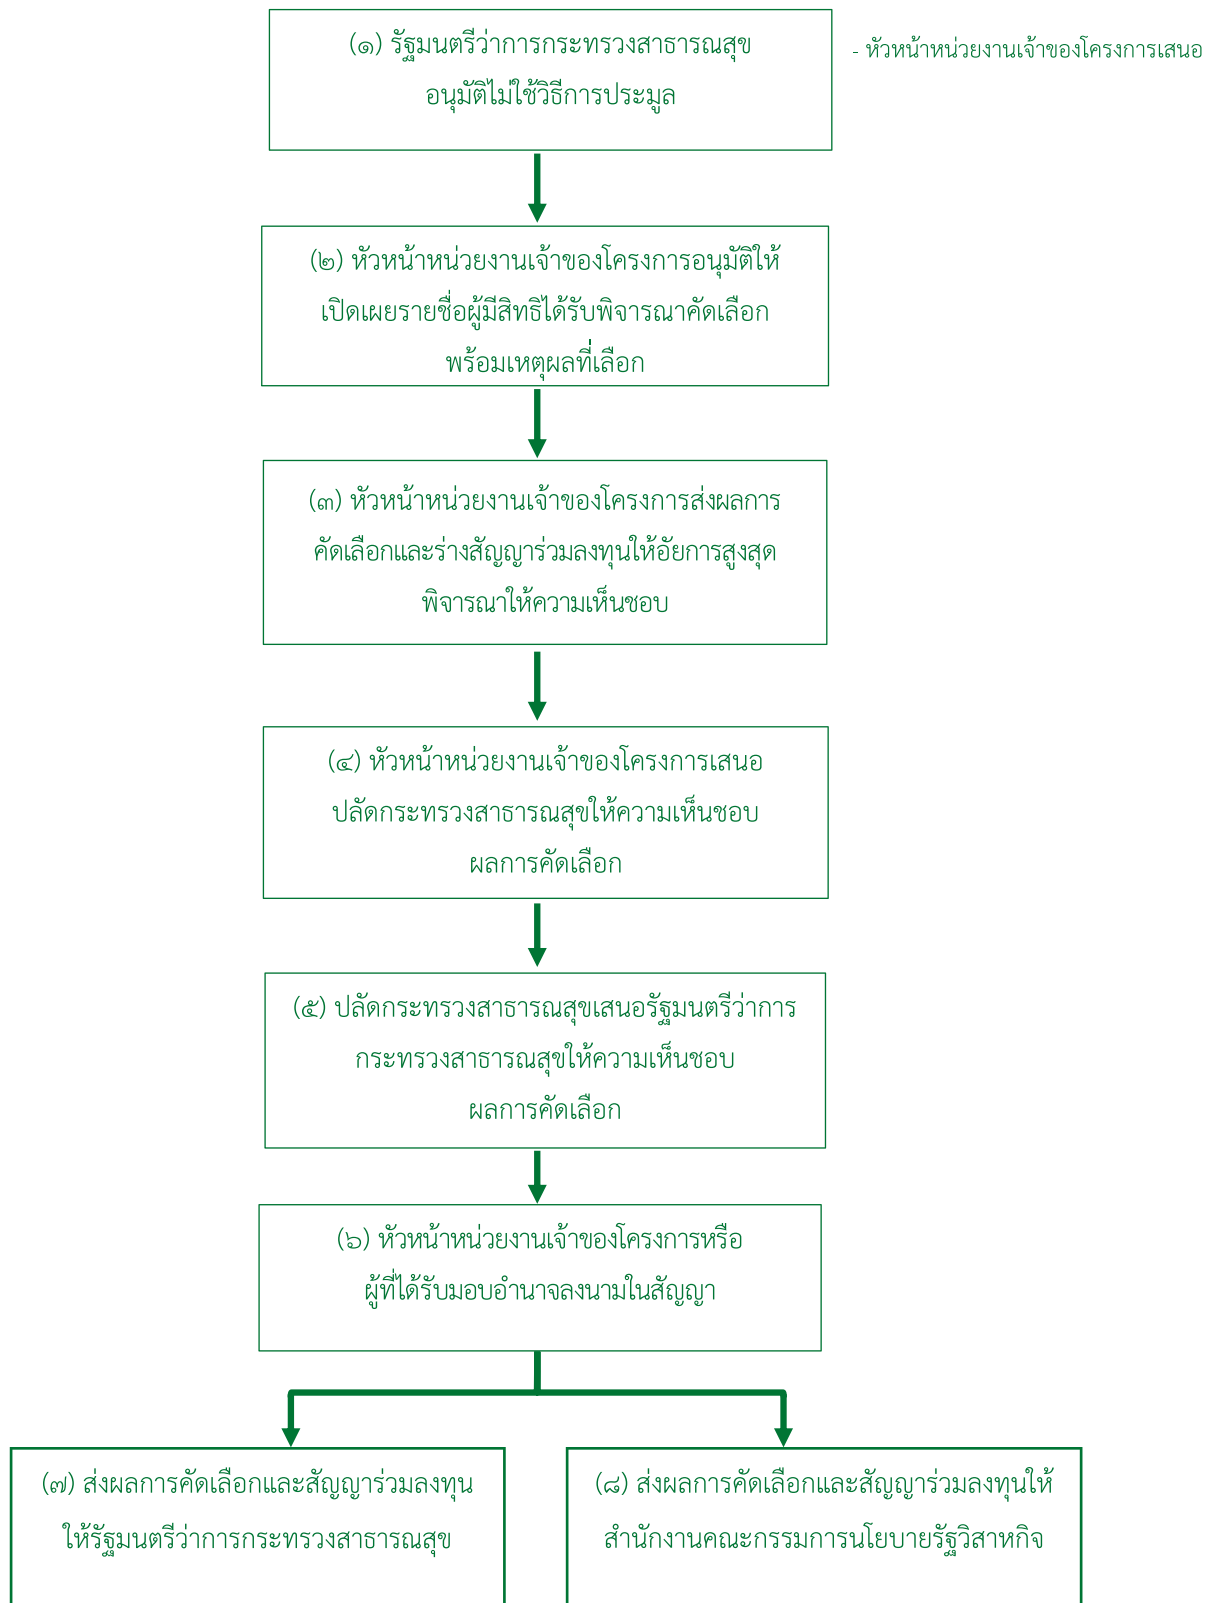 (๑) รัฐมนตรีว่าการกระทรวงสาธารณสุข
อนุมัติไม่ใช้วิธีการประมูล
- หัวหน้าหน่วยงานเจ้าของโครงการเสนอ
(๒) หัวหน้าหน่วยงานเจ้าของโครงการอนุมัติให้
เปิดเผยรายชื่อผู้มีสิทธิได้รับพิจารณาคัดเลือก
พร้อมเหตุผลที่เลือก
(๓) หัวหน้าหน่วยงานเจ้าของโครงการส่งผลการ
คัดเลือกและร่างสัญญาร่วมลงทุนให้อัยการสูงสุด
พิจารณาให้ความเห็นชอบ
(๔) หัวหน้าหน่วยงานเจ้าของโครงการเสนอ
ปลัดกระทรวงสาธารณสุขให้ความเห็นชอบ
ผลการคัดเลือก
(๕) ปลัดกระทรวงสาธารณสุขเสนอรัฐมนตรีว่าการ
กระทรวงสาธารณสุขให้ความเห็นชอบ
ผลการคัดเลือก
(๖) หัวหน้าหน่วยงานเจ้าของโครงการหรือ
ผู้ที่ได้รับมอบอำนาจลงนามในสัญญา
(๗) ส่งผลการคัดเลือกและสัญญาร่วมลงทุน
ให้รัฐมนตรีว่าการกระทรวงสาธารณสุข
(๘) ส่งผลการคัดเลือกและสัญญาร่วมลงทุนให้
สำนักงานคณะกรรมการนโยบายรัฐวิสาหกิจ